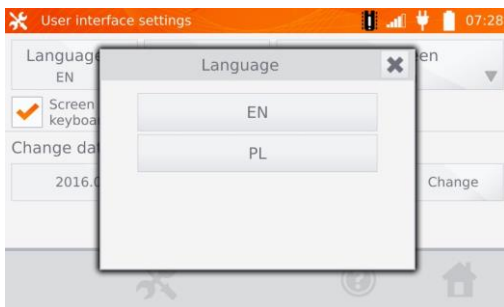 User interface settings
07:28
Language
EN
Language
Screen
keyboa
EN
PL
Change da
2016.0
Change